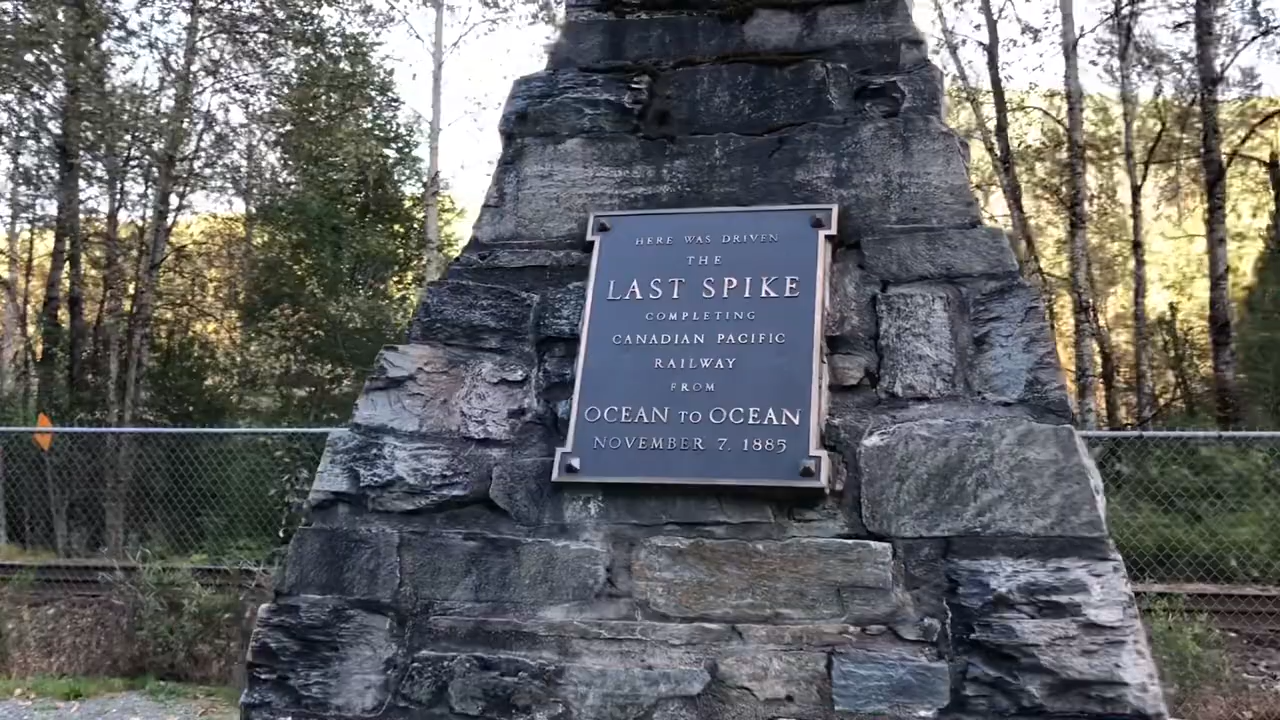 HERE WAS DRIVEN
THE
LAST SPIKE
COMPLETING
CANADIAN PACIFIC
RAILWAY
FROM
OCEAN TO OCEAN
NOVEMBER 7, 1885